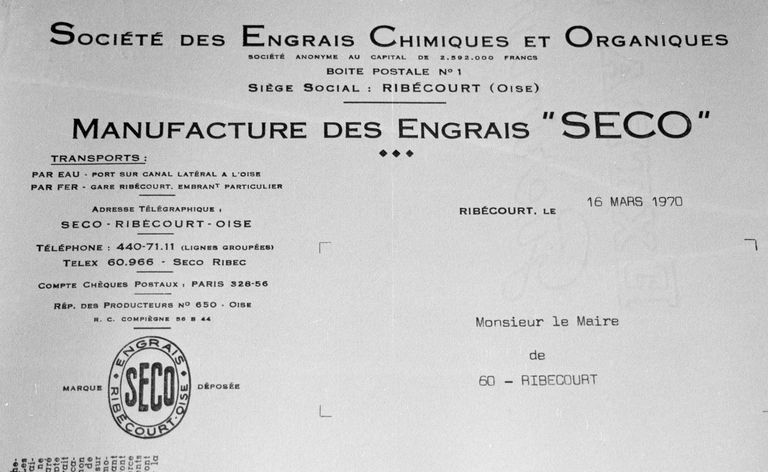 SOCIÉTÉ DES ENGRAIS CHIMIQUES ET ORGANIQUES
SOCIÉTÉ ANONYME AU CAPITAL DE 2.592.000 FRANCS
BOITE POSTALE Nº 1
SIÈGE SOCIAL : RIBÉCOURT (OISE)
MANUFACTURE DES ENGRAIS "SECO"
TRANSPORTS :
PAR EAU - PORT SUR CANAL LATÉRAL A L'OISE
PAR FER - GARE RIBÉCOURT. EMBRANT PARTICULIER
ADRESSE TÉLÉGRAPHIQUE :
SECO - RIBÉCOURT - OISE
TÉLÉPHONE : 440-71.11 (LIGNES GROUPÉES)
TELEX 60.966 - SECO RIBEC
COMPTE CHÈQUES POSTAUX : PARIS 328-56
RÉP. DES PRODUCTEURS Nº 650 - OISE
R. C. COMPIÈGNE 56 B 44
RIBÉCOURT. LE 16 MARS 1970
Monsieur le Maire
de
60 - RIBECOURT
MARQUE DÉPOSÉE
ENGRAIS
SECO
RIBÉCOURT-OISE